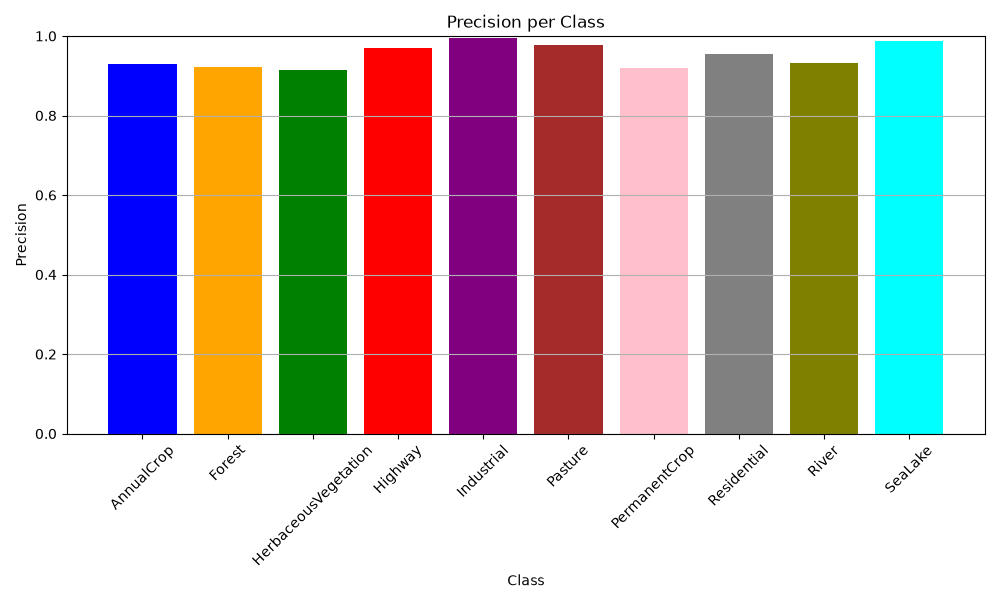 Precision per Class
Precision
1.0
0.8
0.6
0.4
0.2
0.0
AnnualCrop
Forest
HerbaceousVegetation
Highway
Industrial
Pasture
PermanentCrop
Residential
River
SeaLake
Class